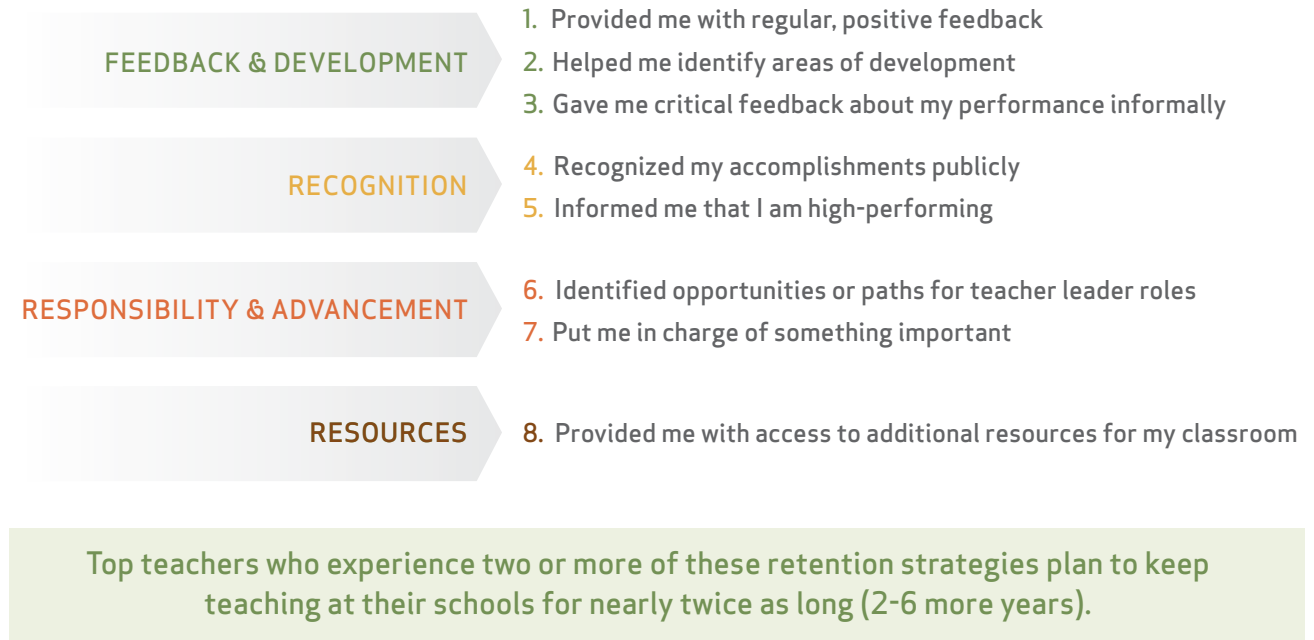 FEEDBACK & DEVELOPMENT
1. Provided me with regular, positive feedback
2. Helped me identify areas of development
3. Gave me critical feedback about my performance informally
RECOGNITION
4. Recognized my accomplishments publicly
5. Informed me that I am high-performing
RESPONSIBILITY & ADVANCEMENT
6. Identified opportunities or paths for teacher leader roles
7. Put me in charge of something important
RESOURCES
8. Provided me with access to additional resources for my classroom
Top teachers who experience two or more of these retention strategies plan to keep
teaching at their schools for nearly twice as long (2-6 more years).